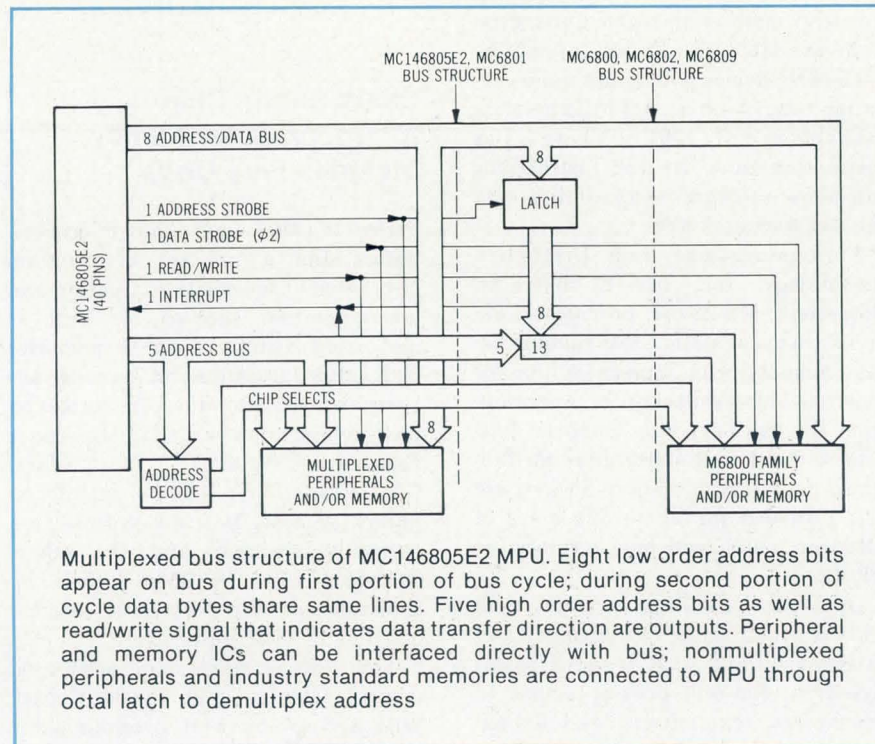 MC146805E2, MC6801
BUS STRUCTURE
MC6800, MC6802, MC6809
BUS STRUCTURE
MC146805E2
(40 PINS)
8 ADDRESS/DATA BUS
8
LATCH
1 ADDRESS STROBE
1 DATA STROBE (φ2)
1 READ/WRITE
1 INTERRUPT
8
5 ADDRESS BUS
5
13
CHIP SELECTS
8
ADDRESS
DECODE
MULTIPLEXED
PERIPHERALS
AND/OR MEMORY
M6800 FAMILY
PERIPHERALS
AND/OR MEMORY
Multiplexed bus structure of MC146805E2 MPU. Eight low order address bits
appear on bus during first portion of bus cycle; during second portion of
cycle data bytes share same lines. Five high order address bits as well as
read/write signal that indicates data transfer direction are outputs. Peripheral
and memory ICs can be interfaced directly with bus; nonmultiplexed
peripherals and industry standard memories are connected to MPU through
octal latch to demultiplex address